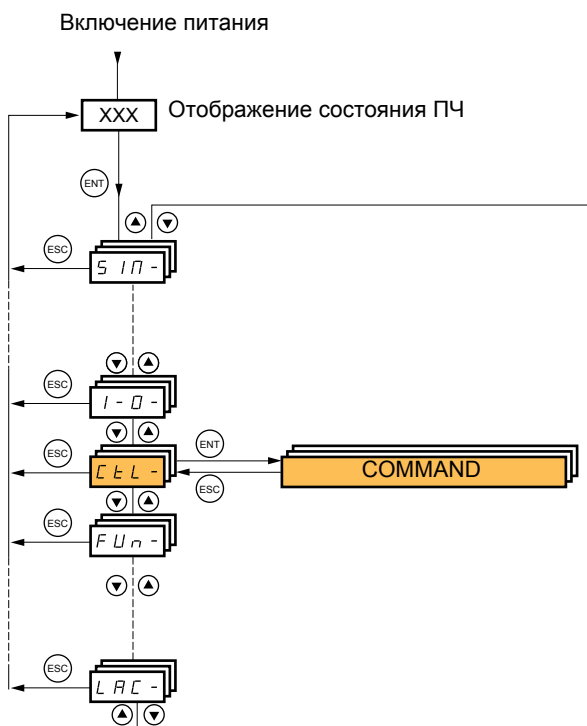 Включение питания
XXX
Отображение состояния ПЧ
ENT
ESC
SIM-
ESC
I-O-
ENT
ESC
CtL-
COMMAND
ESC
ESC
FUn-
ESC
LAC-